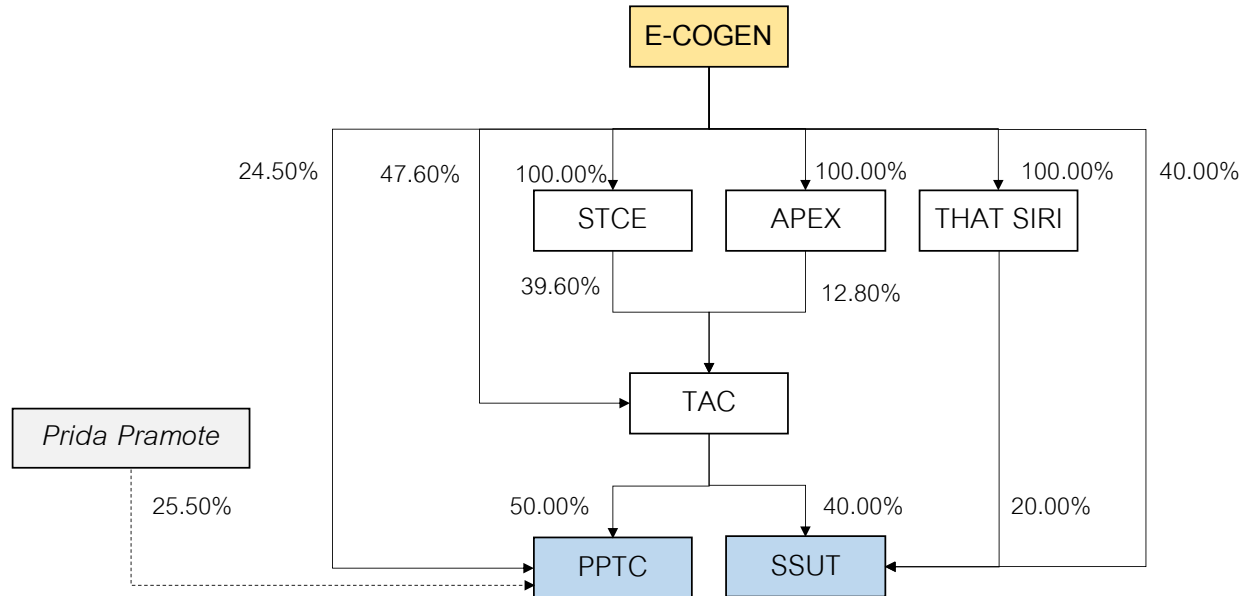 E-COGEN
24.50%
47.60%
100.00%
100.00%
100.00%
40.00%
STCE
APEX
THAT SIRI
39.60%
12.80%
TAC
Prida Pramote
25.50%
50.00%
40.00%
20.00%
PPTC
SSUT